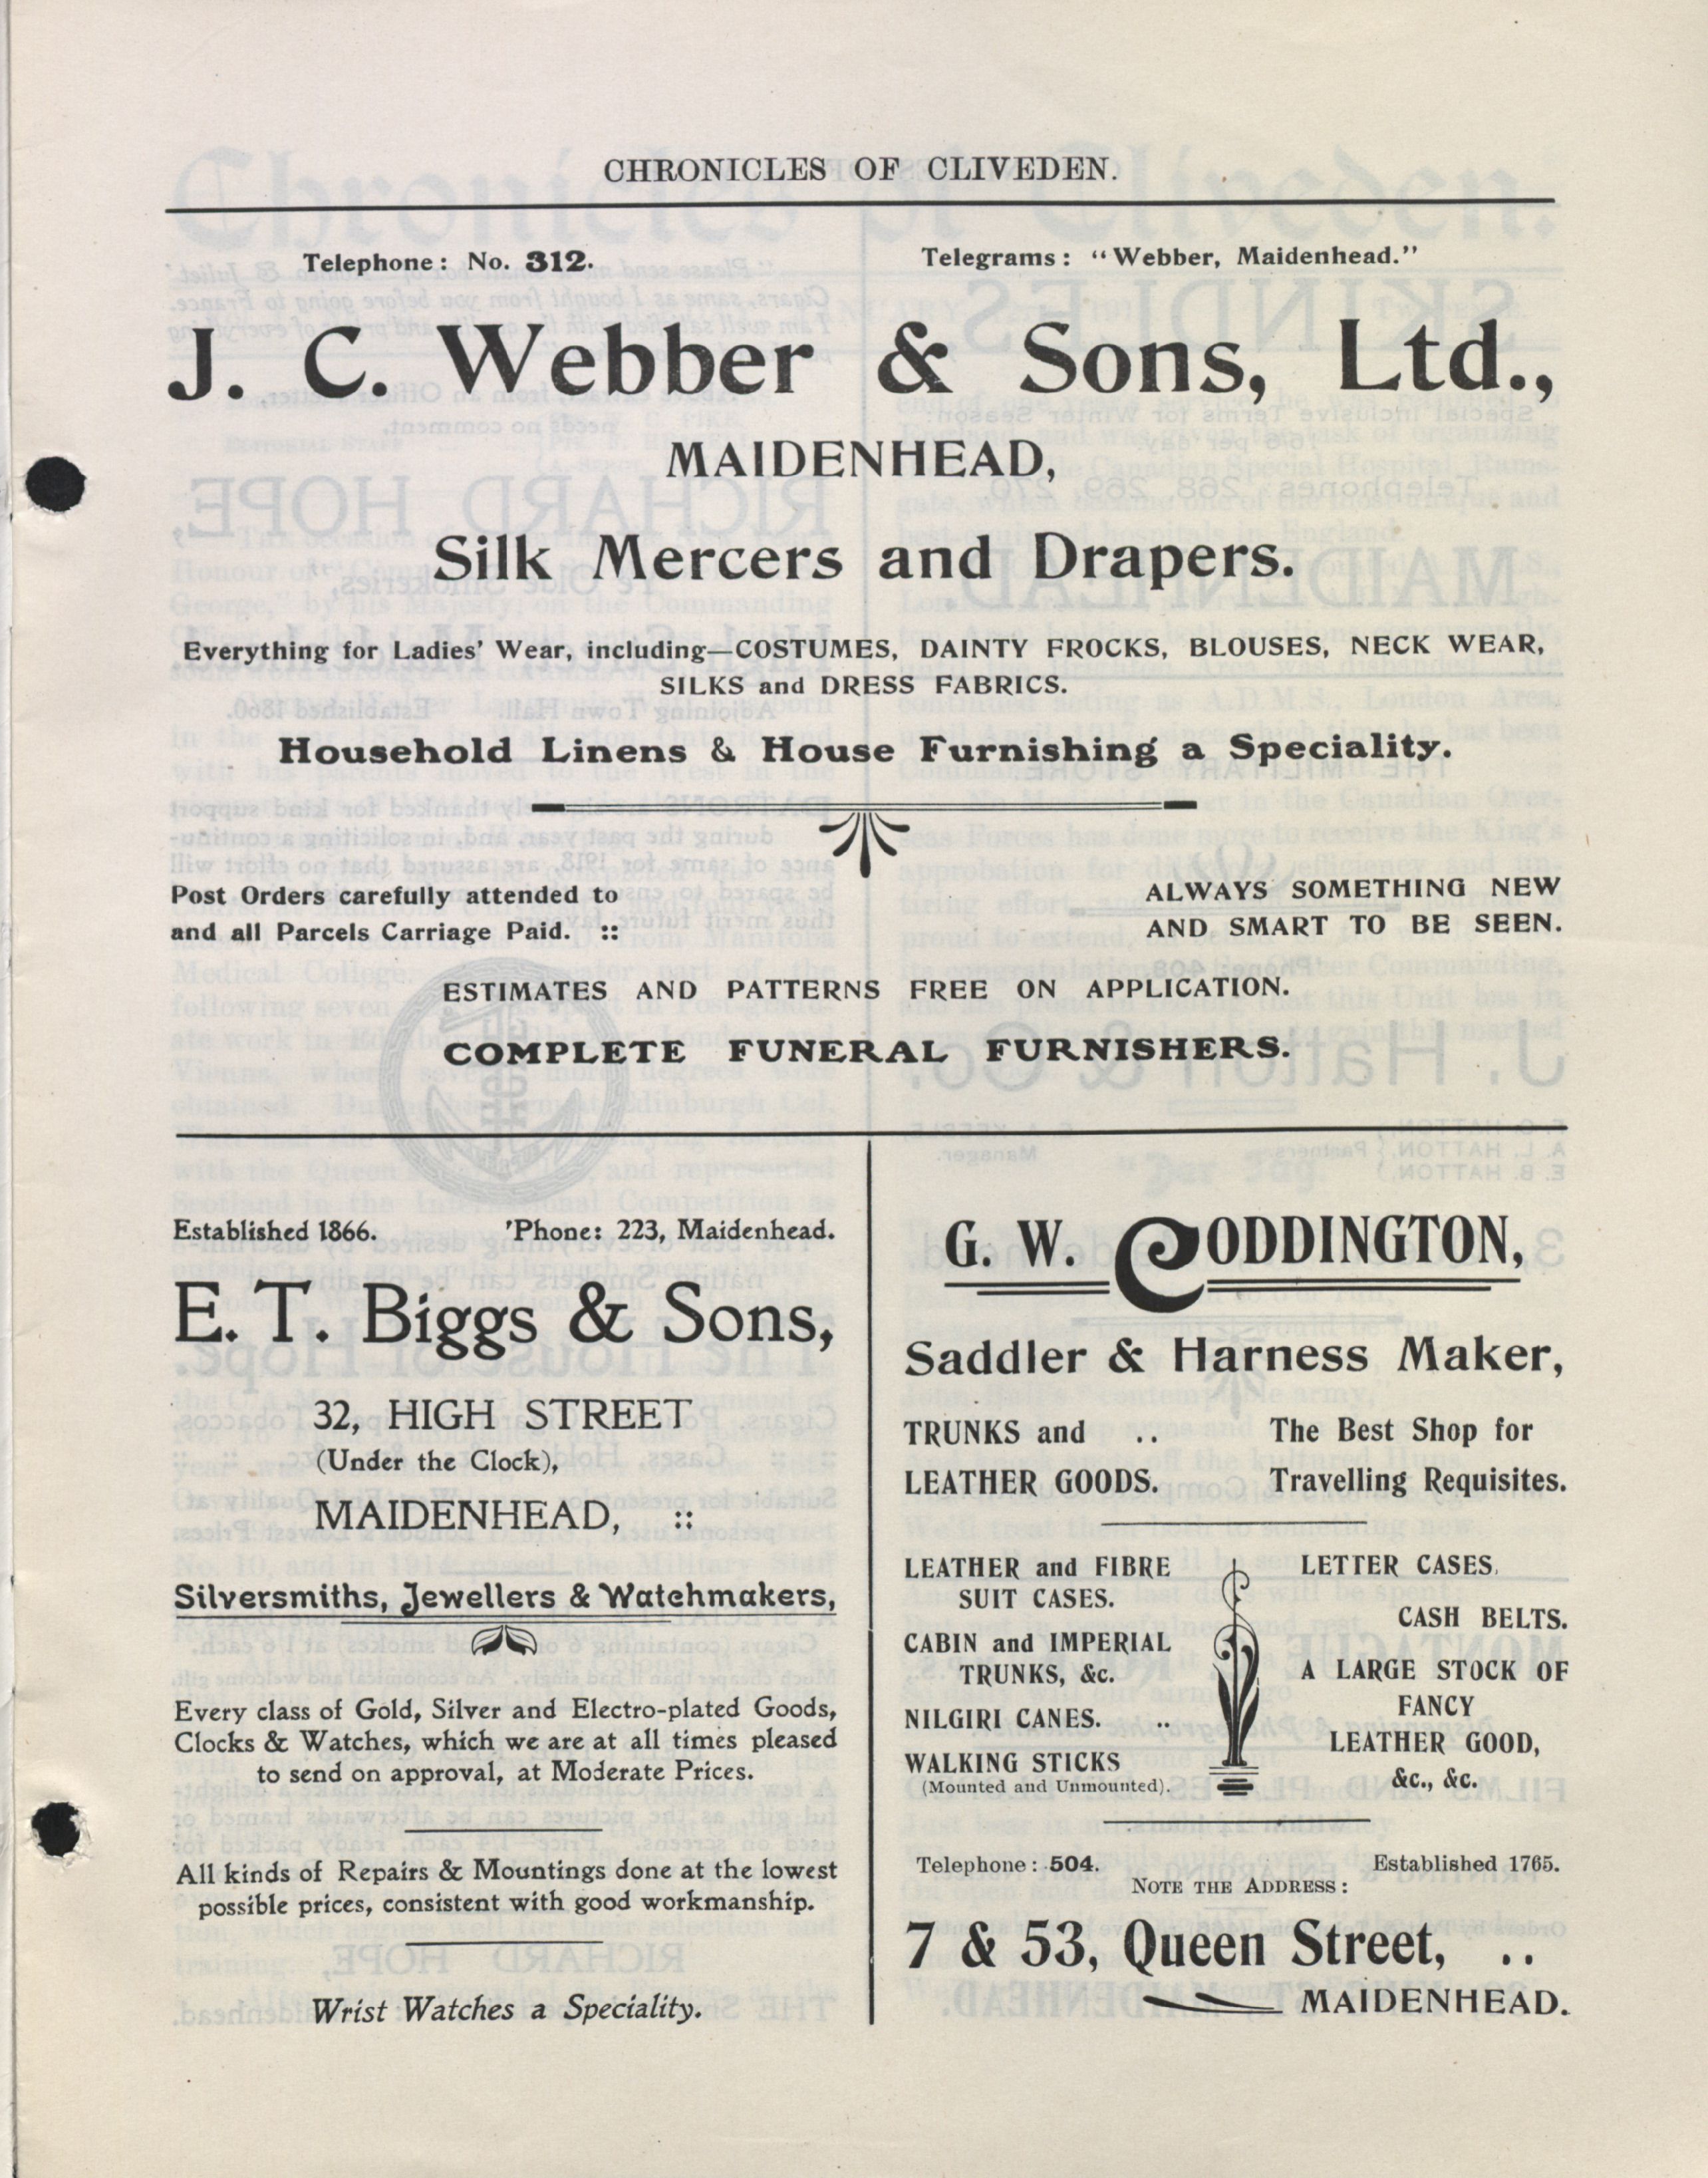 CHRONICLES OF CLIVEDEN.
Telephone: No. 312.
Telegrams: "Webber, Maidenhead."
J. C. Webber & Sons, Ltd.,
MAIDENHEAD,
Silk Mercers and Drapers.
Everything for Ladies' Wear, including—COSTUMES, DAINTY FROCKS, BLOUSES, NECK WEAR,
SILKS and DRESS FABRICS.
Household Linens & House Furnishing a Speciality.
Post Orders carefully attended to
and all Parcels Carriage Paid. ::
ALWAYS SOMETHING NEW
AND SMART TO BE SEEN.
ESTIMATES AND PATTERNS FREE ON APPLICATION.
COMPLETE FUNERAL FURNISHERS.
Established 1866. 'Phone: 223, Maidenhead.
E. T. Biggs & Sons,
32, HIGH STREET
(Under the Clock),
MAIDENHEAD, ::
Silversmiths, Jewellers & Watchmakers,
Every class of Gold, Silver and Electro-plated Goods,
Clocks & Watches, which we are at all times pleased
to send on approval, at Moderate Prices.
All kinds of Repairs & Mountings done at the lowest
possible prices, consistent with good workmanship.
Wrist Watches a Speciality.
G. W. CODDINGTON,
Saddler & Harness Maker,
TRUNKS and ..
LEATHER GOODS.
The Best Shop for
Travelling Requisites.
LEATHER and FIBRE
SUIT CASES.
CABIN and IMPERIAL
TRUNKS, &c.
NILGIRI CANES. ..
WALKING STICKS
(Mounted and Unmounted).
LETTER CASES.
CASH BELTS.
A LARGE STOCK OF
FANCY
LEATHER GOOD,
&c., &c.
Telephone: 504. Established 1765.
NOTE THE ADDRESS:
7 & 53, Queen Street, ..
MAIDENHEAD.